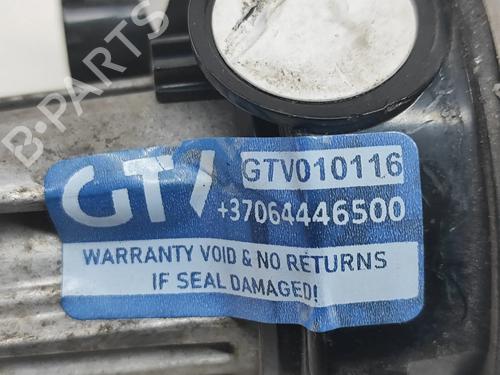 B-PARTS
GTV
GTV010116
+37064446500
WARRANTY VOID & NO RETURNS
IF SEAL DAMAGED!